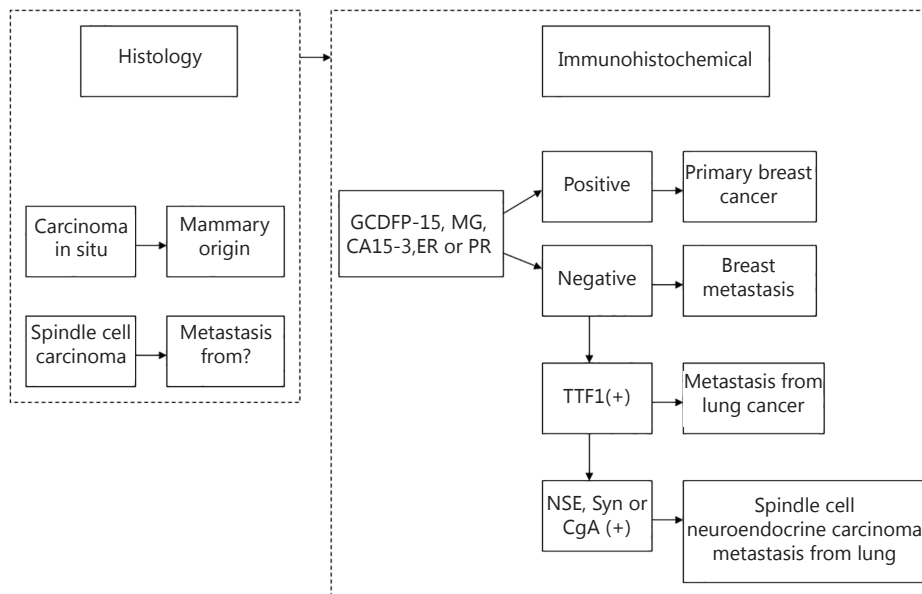 Histology
Carcinoma
in situ
Mammary
origin
Spindle cell
carcinoma
Metastasis
from?
Immunohistochemical
GCDFP-15, MG,
CA15-3,ER or PR
Positive
Primary breast
cancer
Negative
Breast
metastasis
TTF1(+)
Metastasis from
lung cancer
NSE, Syn or
CgA (+)
Spindle cell
neuroendocrine carcinoma
metastasis from lung